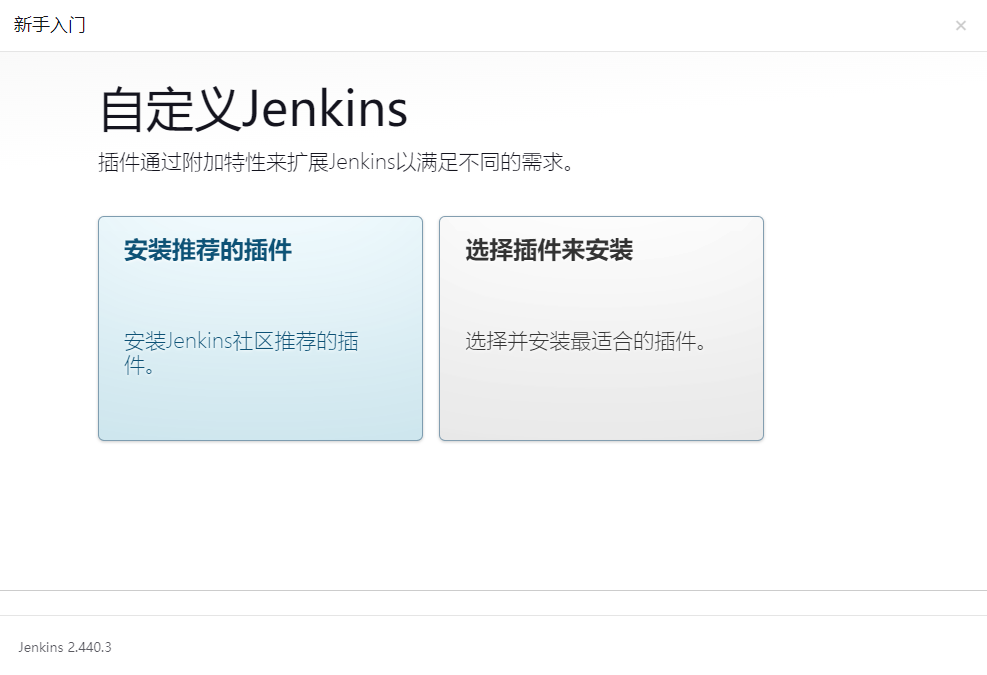 新手入门
×
自定义Jenkins
插件通过附加特性来扩展Jenkins以满足不同的需求。
安装推荐的插件
安装Jenkins社区推荐的插
件。
选择插件来安装
选择并安装最适合的插件。
Jenkins 2.440.3